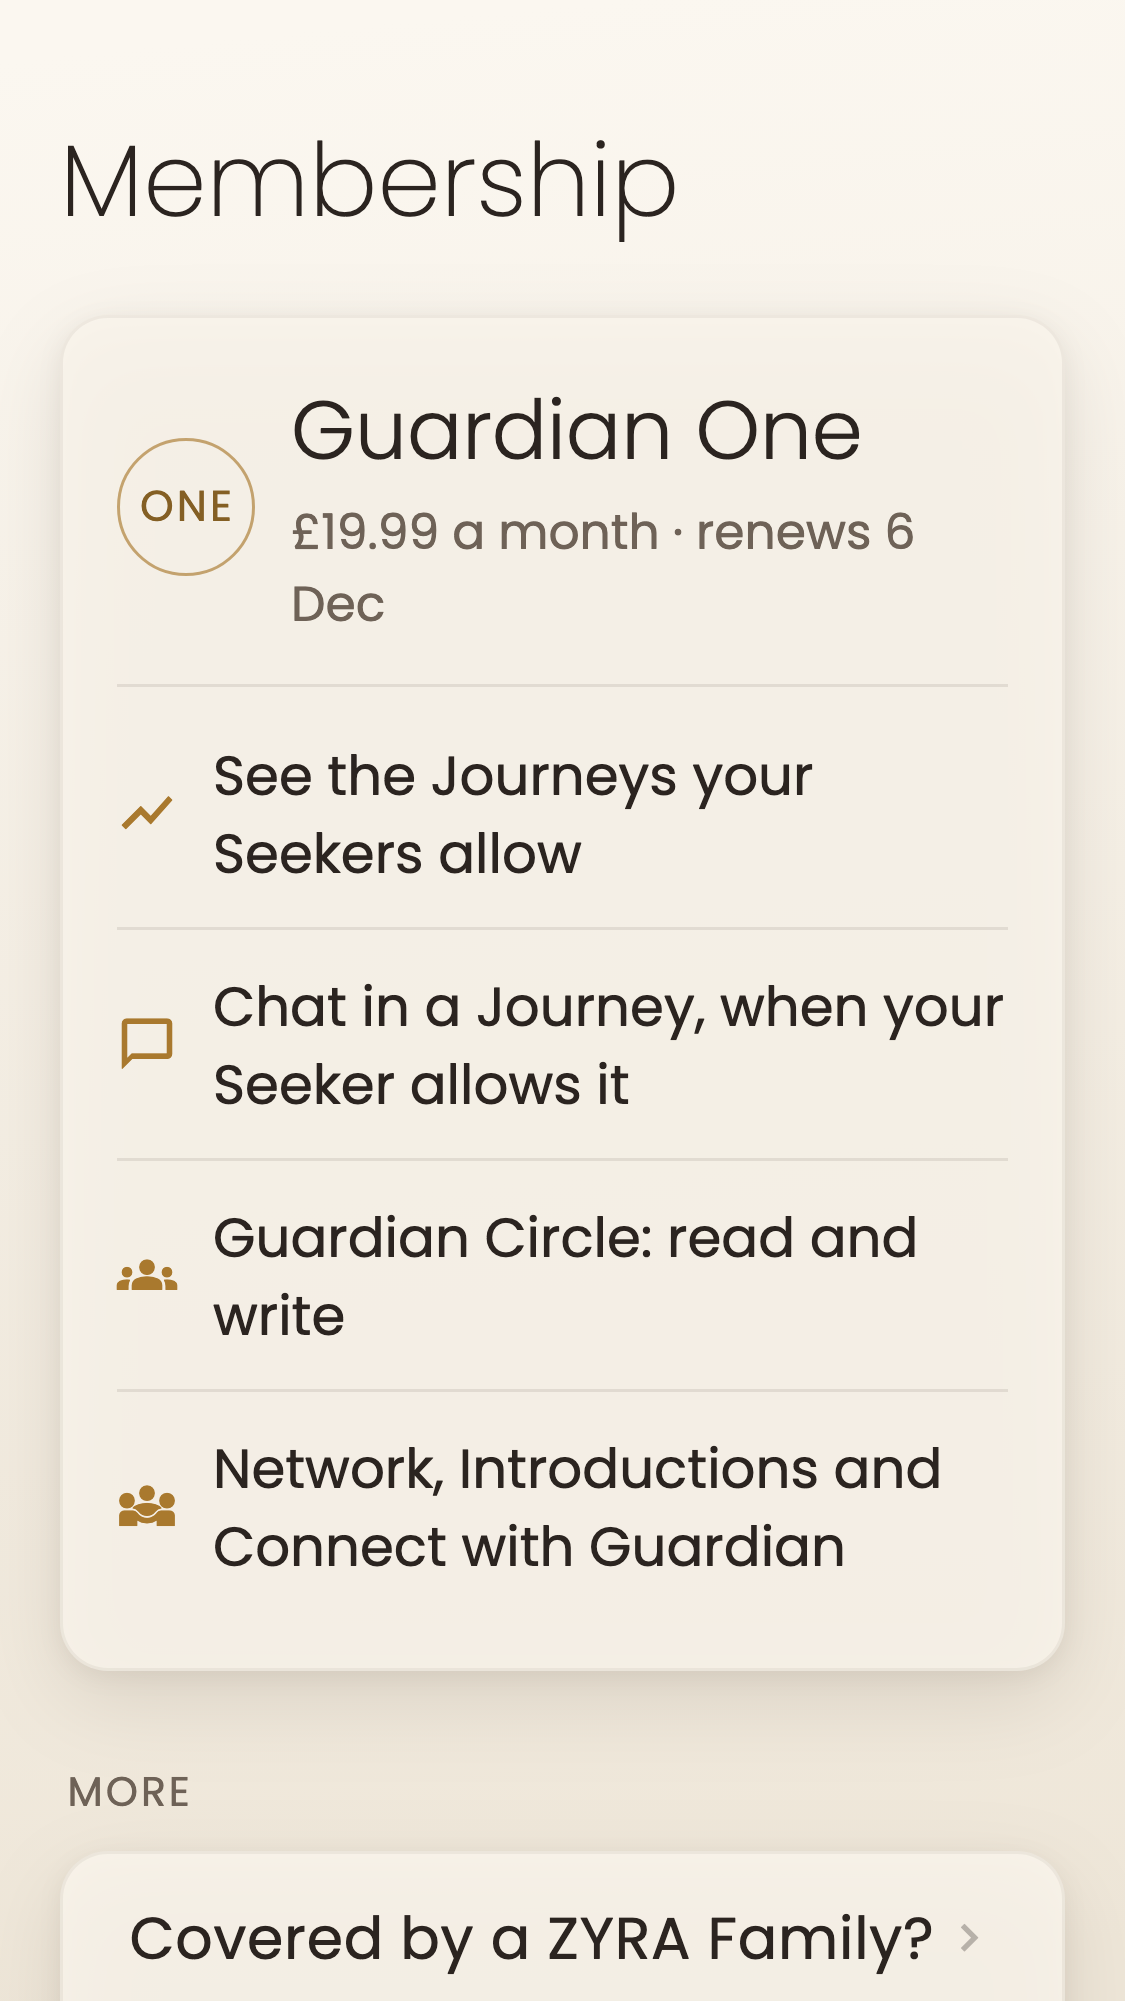 Membership
ONE
Guardian One
£19.99 a month · renews 6
Dec
See the Journeys your
Seekers allow
Chat in a Journey, when your
Seeker allows it
Guardian Circle: read and
write
Network, Introductions and
Connect with Guardian
MORE
Covered by a ZYRA Family?